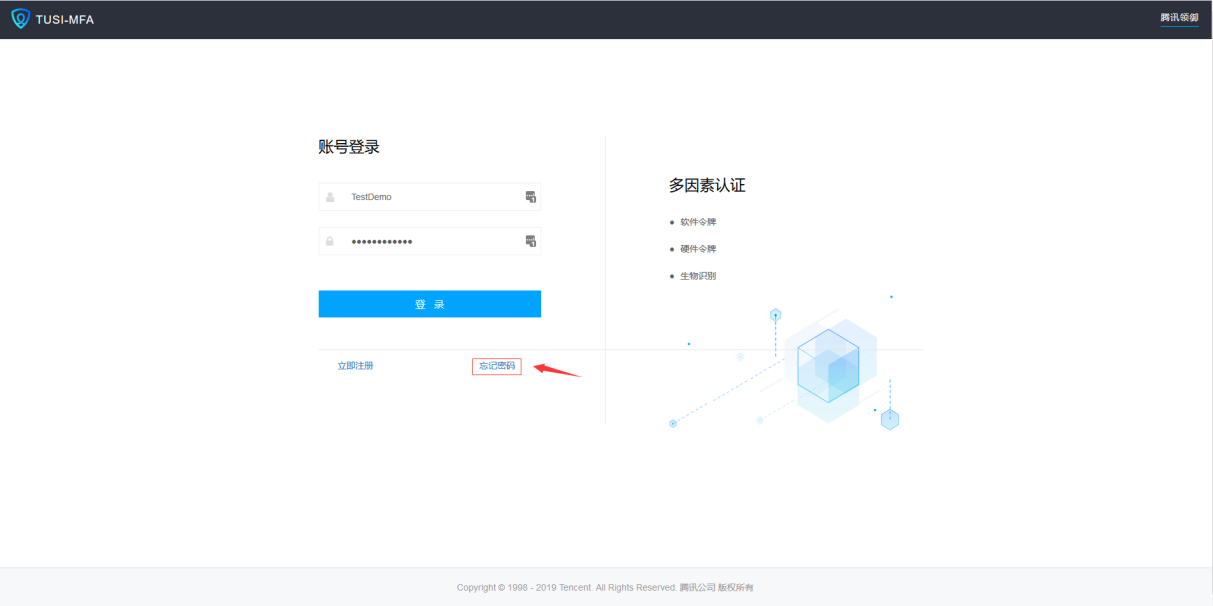 TUSI-MFA
腾讯领御
账号登录
TestDemo
••••••••••••
登 录
立即注册
忘记密码
多因素认证
• 软件令牌
• 硬件令牌
• 生物识别
Copyright © 1998 - 2019 Tencent. All Rights Reserved. 腾讯公司 版权所有